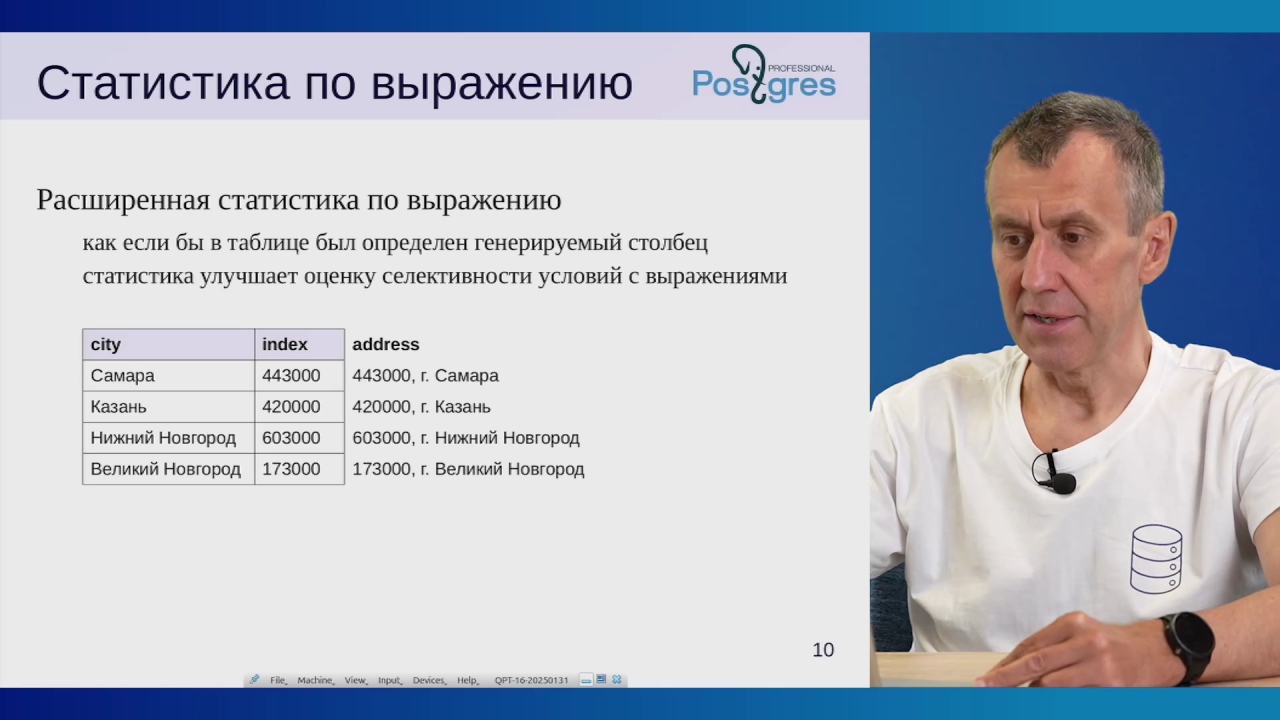 Статистика по выражению
PROFESSIONAL
Postgres
Расширенная статистика по выражению
как если бы в таблице был определен генерируемый столбец
статистика улучшает оценку селективности условий с выражениями
city index address
Самара 443000 443000, г. Самара
Казань 420000 420000, г. Казань
Нижний Новгород 603000 603000, г. Нижний Новгород
Великий Новгород 173000 173000, г. Великий Новгород
10
File Machine View Input Devices Help QPT-16-20250131